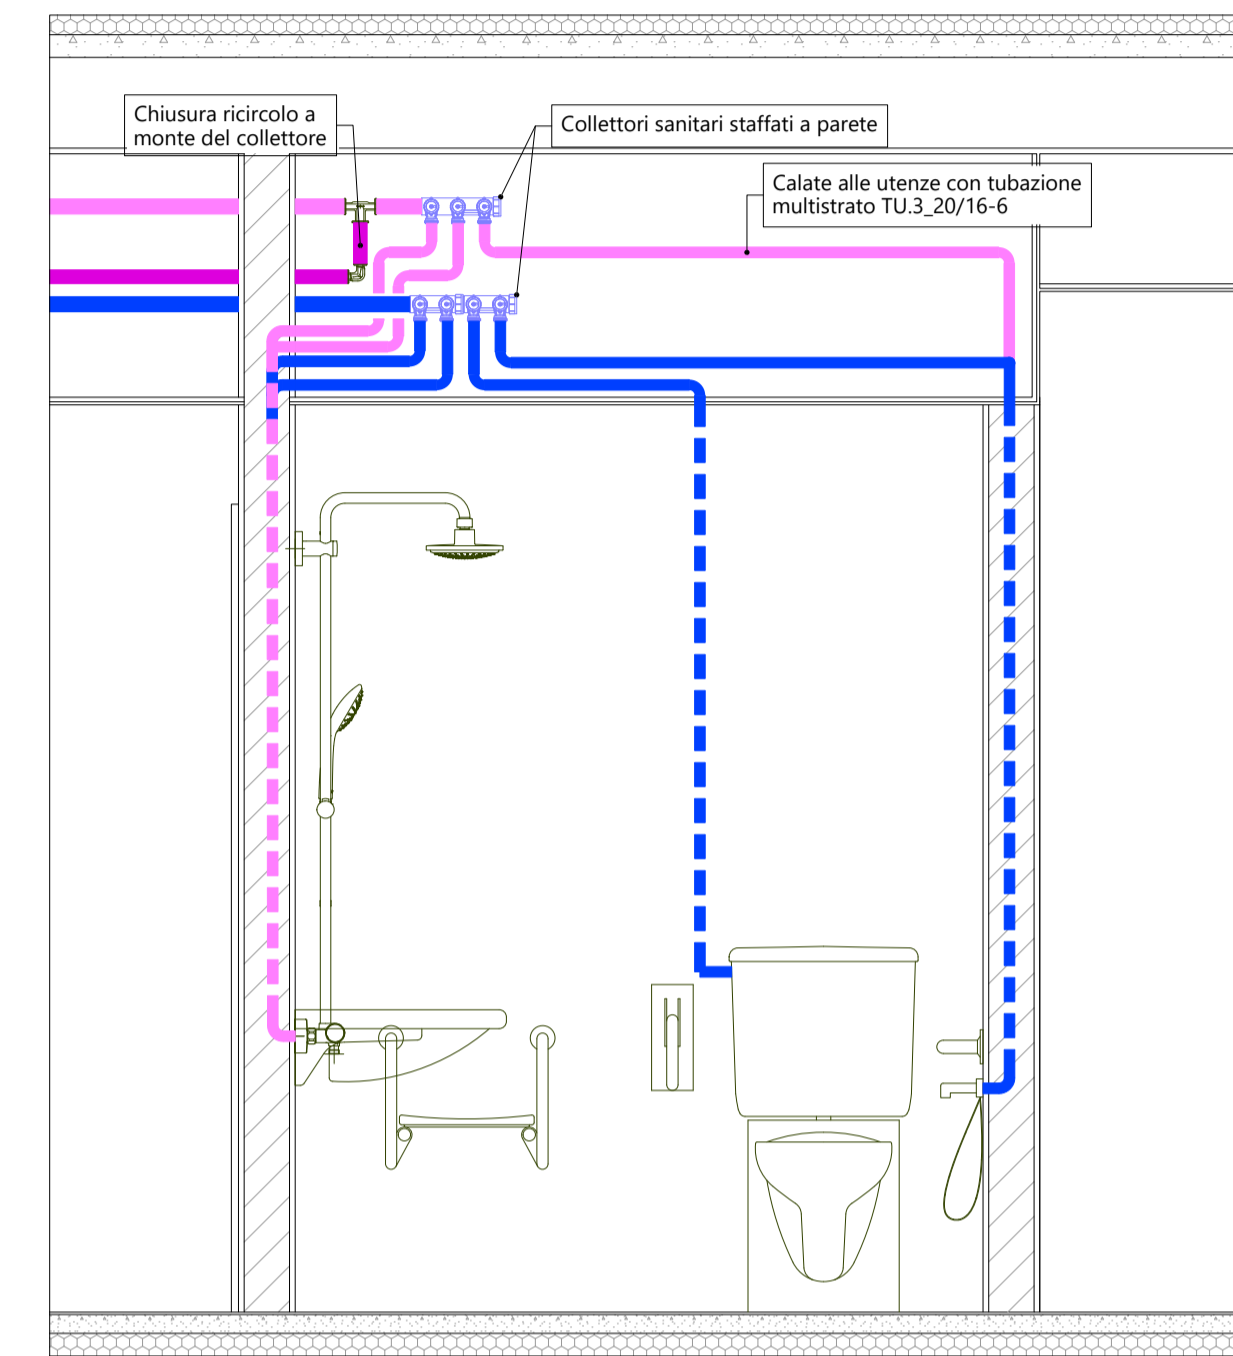 Chiusura ricircolo a
monte del collettore
Collettori sanitari staffati a parete
Calate alle utenze con tubazione
multistrato TU.3_20/16-6